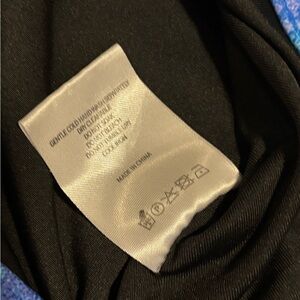 GENTLE COLD HAND WASH SEPARATELY
DRY CLEANABLE
DO NOT SOAK
DO NOT BLEACH
DO NOT TUMBLE DRY
COOL IRON
MADE IN CHINA